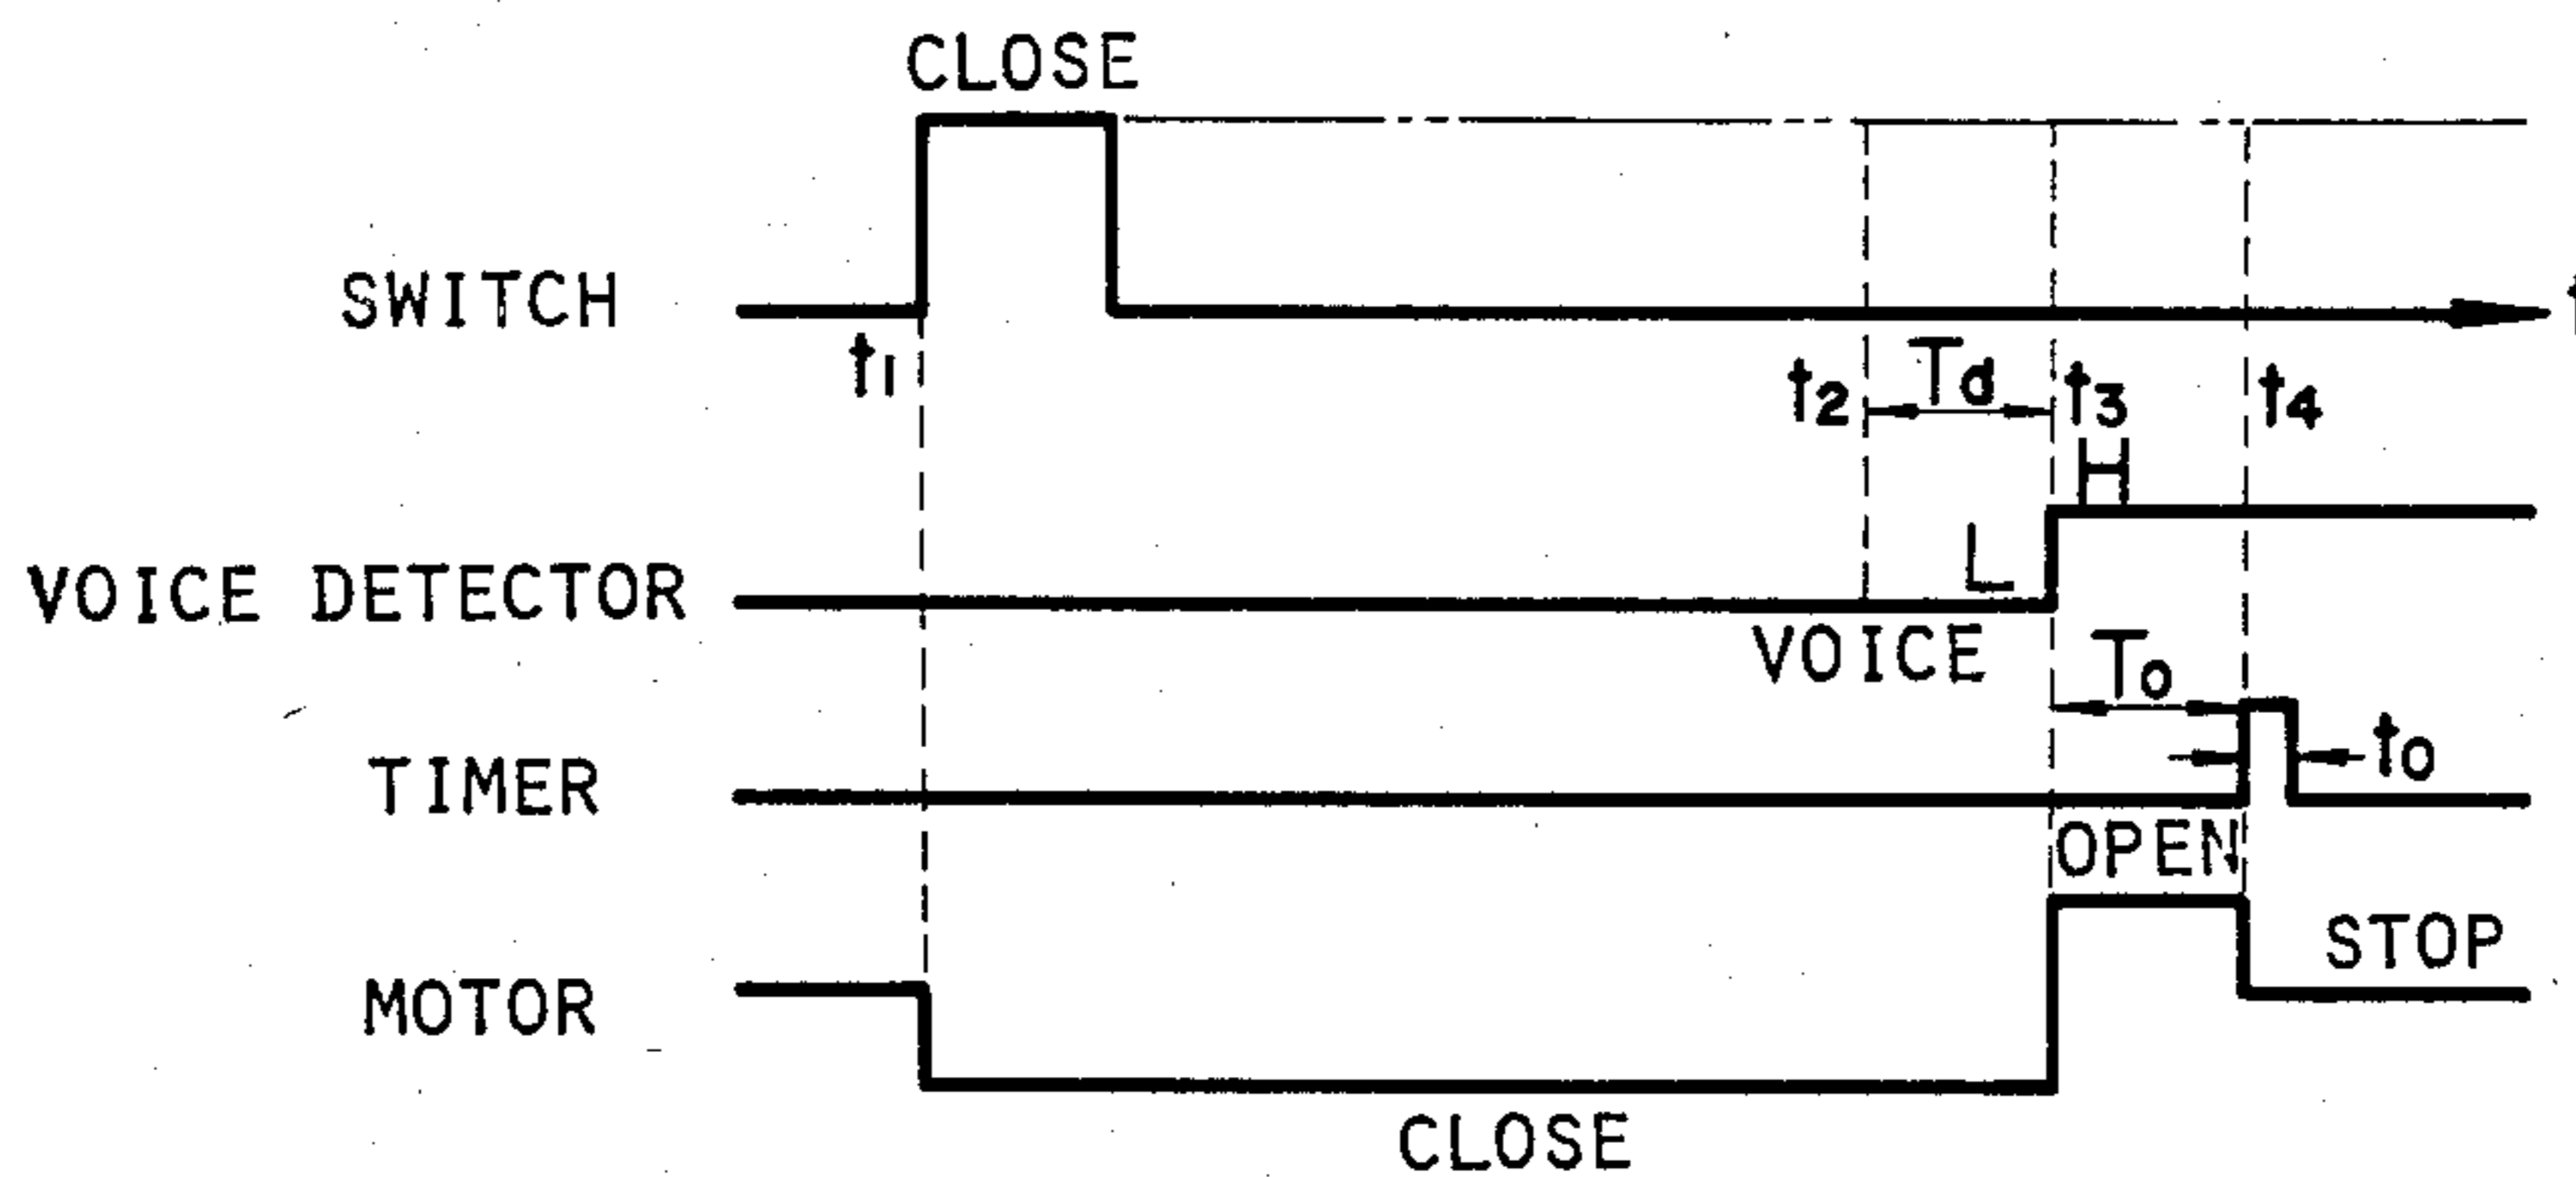 CLOSE
SWITCH
t
t1
t2
Td
t3
t4
H
L
VOICE DETECTOR
VOICE
To
TIMER
to
OPEN
STOP
MOTOR
CLOSE